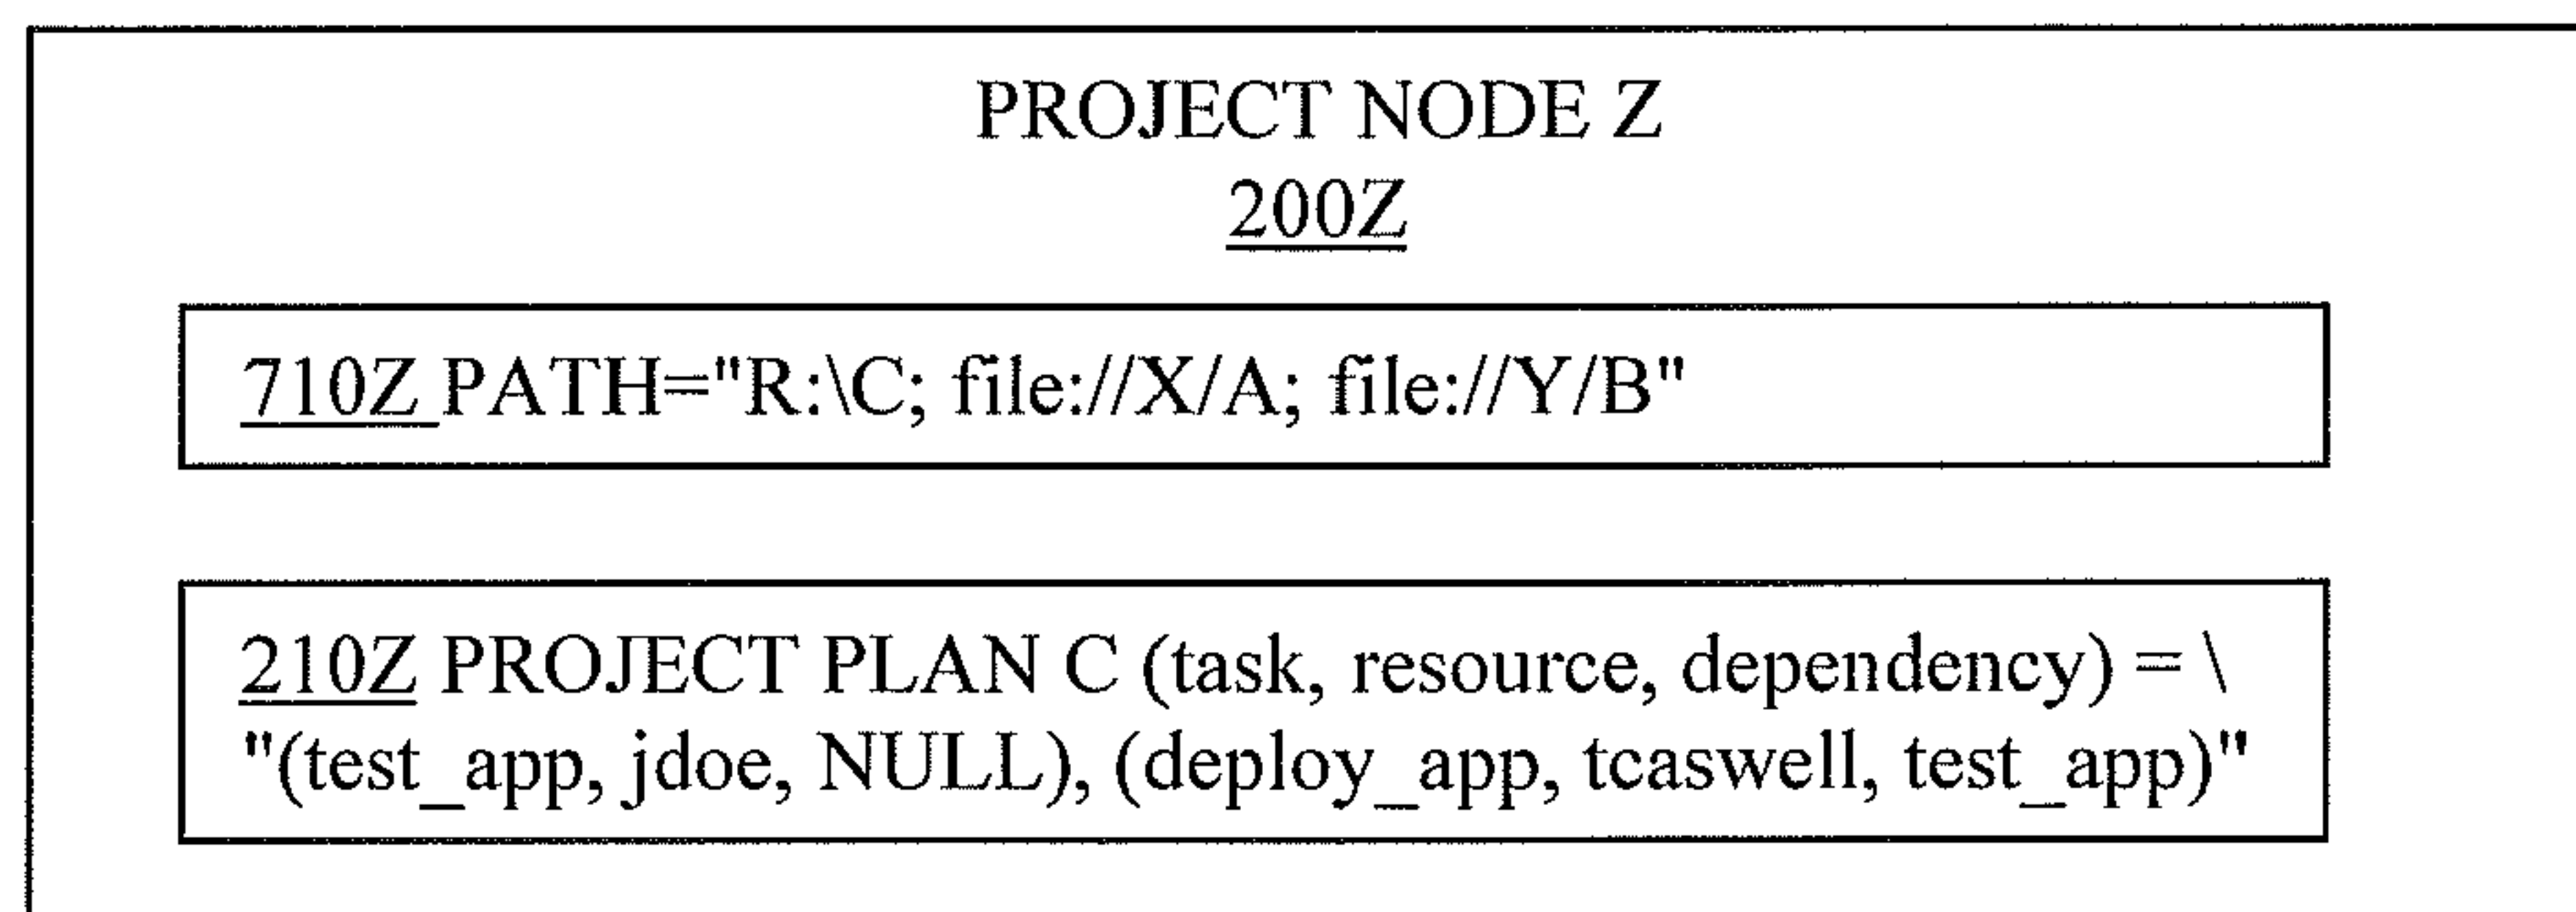 PROJECT NODE Z
200Z
710Z PATH="R:\C; file://X/A; file://Y/B"
210Z PROJECT PLAN C (task, resource, dependency) = \
"(test_app, jdoe, NULL), (deploy_app, tcaswell, test_app)"